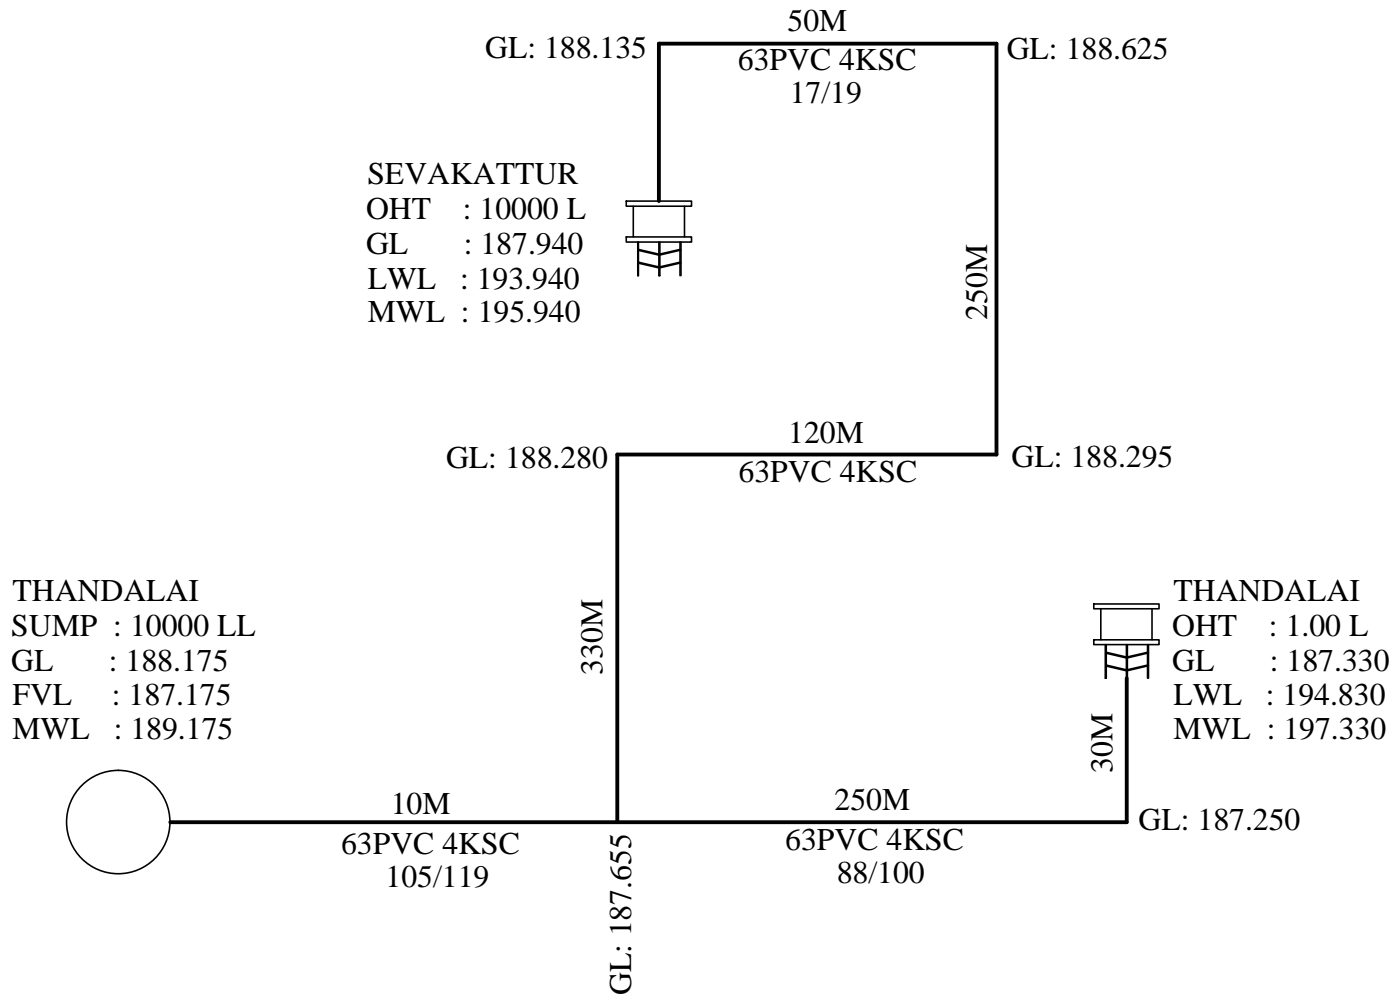 50M
GL: 188.135
GL: 188.625
63PVC 4KSC
17/19
SEVAKATTUR
OHT : 10000 L
GL : 187.940
LWL : 193.940
MWL : 195.940
250M
120M
GL: 188.280
GL: 188.295
63PVC 4KSC
THANDALAI
SUMP : 10000 LL
GL : 188.175
FVL : 187.175
MWL : 189.175
330M
THANDALAI
OHT : 1.00 L
GL : 187.330
LWL : 194.830
MWL : 197.330
30M
10M
63PVC 4KSC
105/119
250M
63PVC 4KSC
88/100
GL: 187.250
GL: 187.655